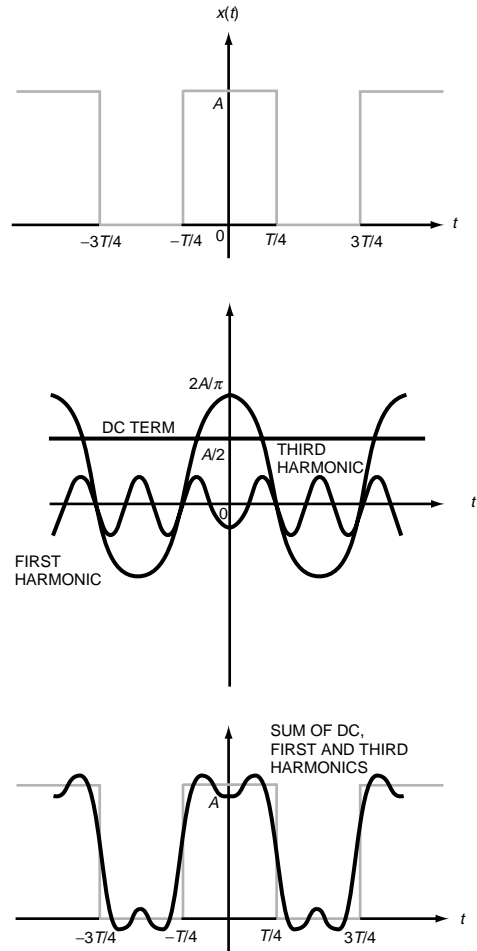 x(t)
A
t
0
–3T/4
–T/4
T/4
3T/4
2A/π
DC TERM
A/2
THIRD
HARMONIC
t
0
FIRST
HARMONIC
SUM OF DC,
FIRST AND THIRD
HARMONICS
A
t
–3T/4
–T/4
T/4
3T/4